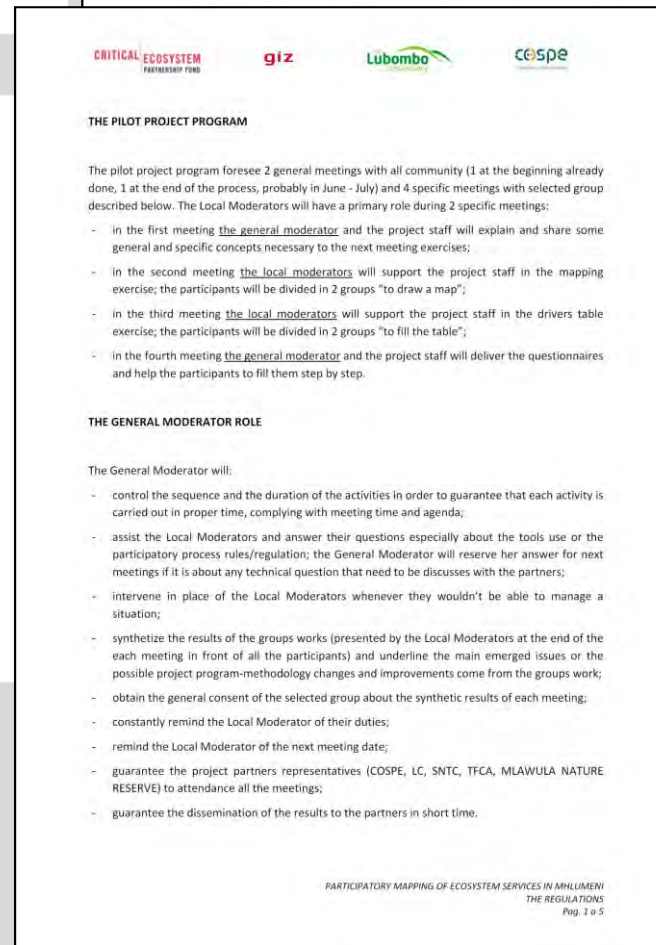 CRITICAL ECOSYSTEM
PARTNERSHIP FUND
giz
Lubombo
cospe
THE PILOT PROJECT PROGRAM
The pilot project program foresee 2 general meetings with all community (1 at the beginning already
done, 1 at the end of the process, probably in June - July) and 4 specific meetings with selected group
described below. The Local Moderators will have a primary role during 2 specific meetings:
- in the first meeting the general moderator and the project staff will explain and share some
general and specific concepts necessary to the next meeting exercises;
- in the second meeting the local moderators will support the project staff in the mapping
exercise; the participants will be divided in 2 groups "to draw a map";
- in the third meeting the local moderators will support the project staff in the drivers table
exercise; the participants will be divided in 2 groups "to fill the table";
- in the fourth meeting the general moderator and the project staff will deliver the questionnaires
and help the participants to fill them step by step.
THE GENERAL MODERATOR ROLE
The General Moderator will:
- control the sequence and the duration of the activities in order to guarantee that each activity is
carried out in proper time, complying with meeting time and agenda;
- assist the Local Moderators and answer their questions especially about the tools use or the
participatory process rules/regulation; the General Moderator will reserve her answer for next
meetings if it is about any technical question that need to be discusses with the partners;
- intervene in place of the Local Moderators whenever they wouldn't be able to manage a
situation;
- synthetize the results of the groups works (presented by the Local Moderators at the end of the
each meeting in front of all the participants) and underline the main emerged issues or the
possible project program-methodology changes and improvements come from the groups work;
- obtain the general consent of the selected group about the synthetic results of each meeting;
- constantly remind the Local Moderator of their duties;
- remind the Local Moderator of the next meeting date;
- guarantee the project partners representatives (COSPE, LC, SNTC, TFCA, MLAWULA NATURE
RESERVE) to attendance all the meetings;
- guarantee the dissemination of the results to the partners in short time.
PARTICIPATORY MAPPING OF ECOSYSTEM SERVICES IN MHLUMENI
THE REGULATIONS
Pag. 1 a 5